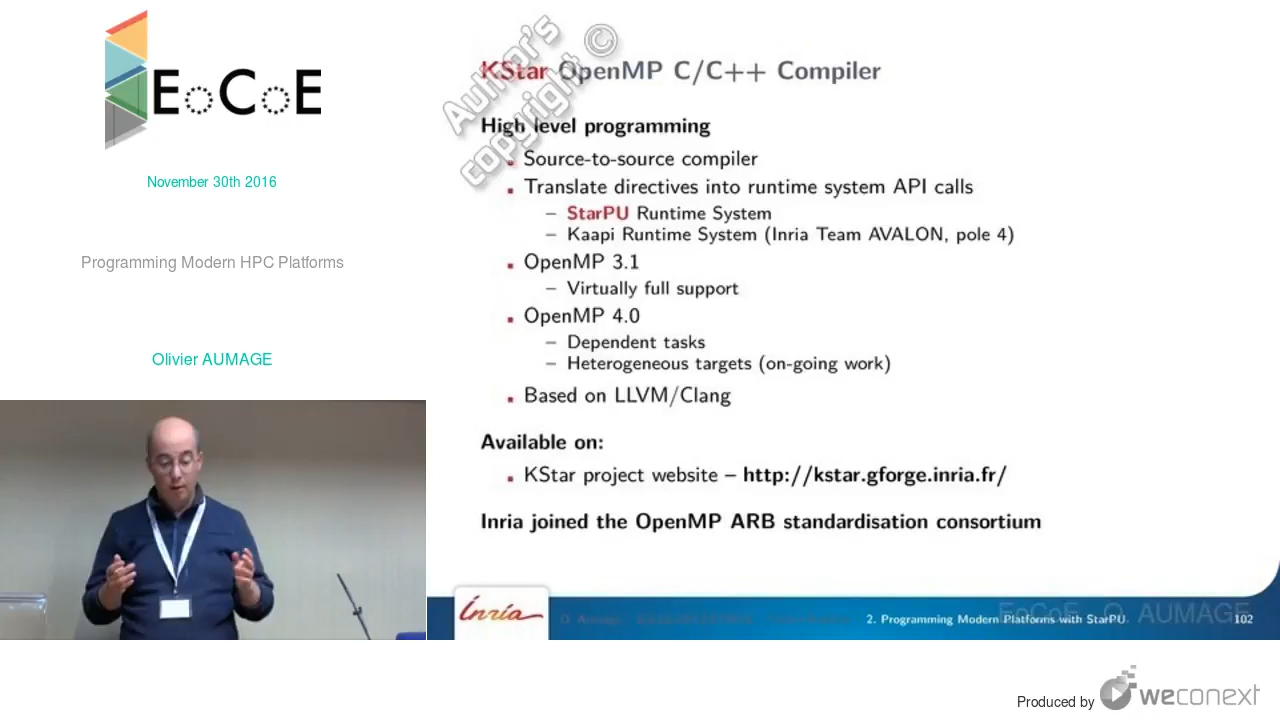 EoCoE
November 30th 2016
Programming Modern HPC Platforms
Olivier AUMAGE
Author's ©
copyright
KStar OpenMP C/C++ Compiler
High level programming
Source-to-source compiler
Translate directives into runtime system API calls
– StarPU Runtime System
– Kaapi Runtime System (Inria Team AVALON, pole 4)
OpenMP 3.1
– Virtually full support
OpenMP 4.0
– Dependent tasks
– Heterogeneous targets (on-going work)
Based on LLVM/Clang
Available on:
KStar project website – http://kstar.gforge.inria.fr/
Inria joined the OpenMP ARB standardisation consortium
Inria
O. Aumage
2. Programming Modern Platforms with StarPU
EoCoE O. AUMAGE
102
Produced by weconext